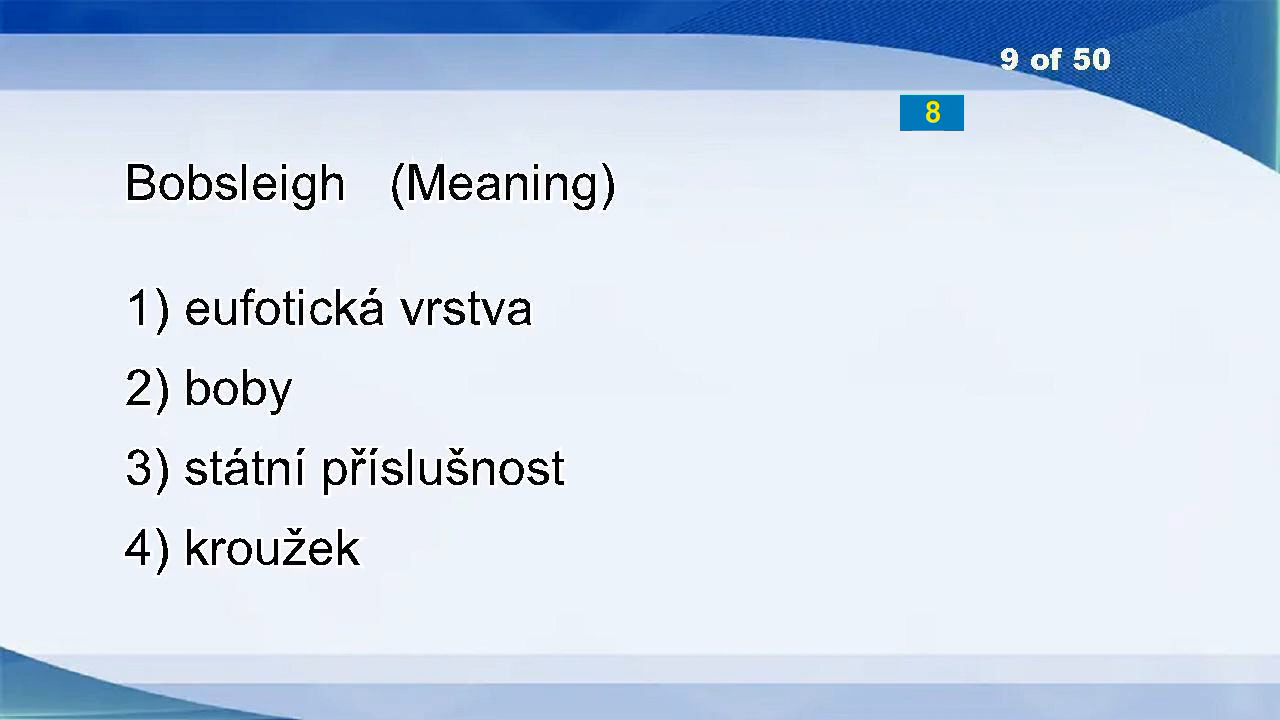 9 of 50
8
Bobsleigh (Meaning)
1) eufotická vrstva
2) boby
3) státní příslušnost
4) kroužek